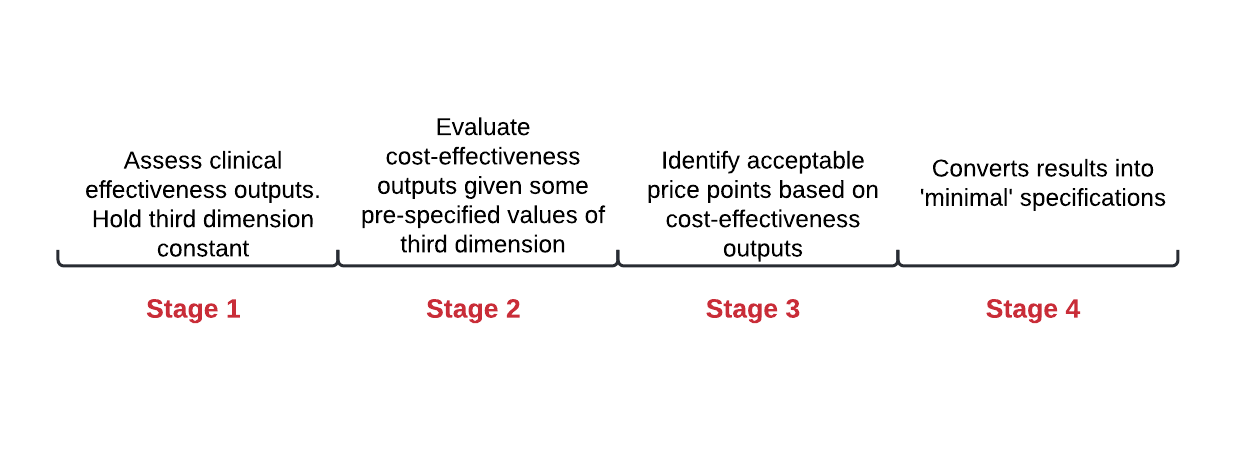 Assess clinical
effectiveness outputs.
Hold third dimension
constant
Evaluate
cost-effectiveness
outputs given some
pre-specified values of
third dimension
Identify acceptable
price points based on
cost-effectiveness
outputs
Converts results into
'minimal' specifications
Stage 1
Stage 2
Stage 3
Stage 4